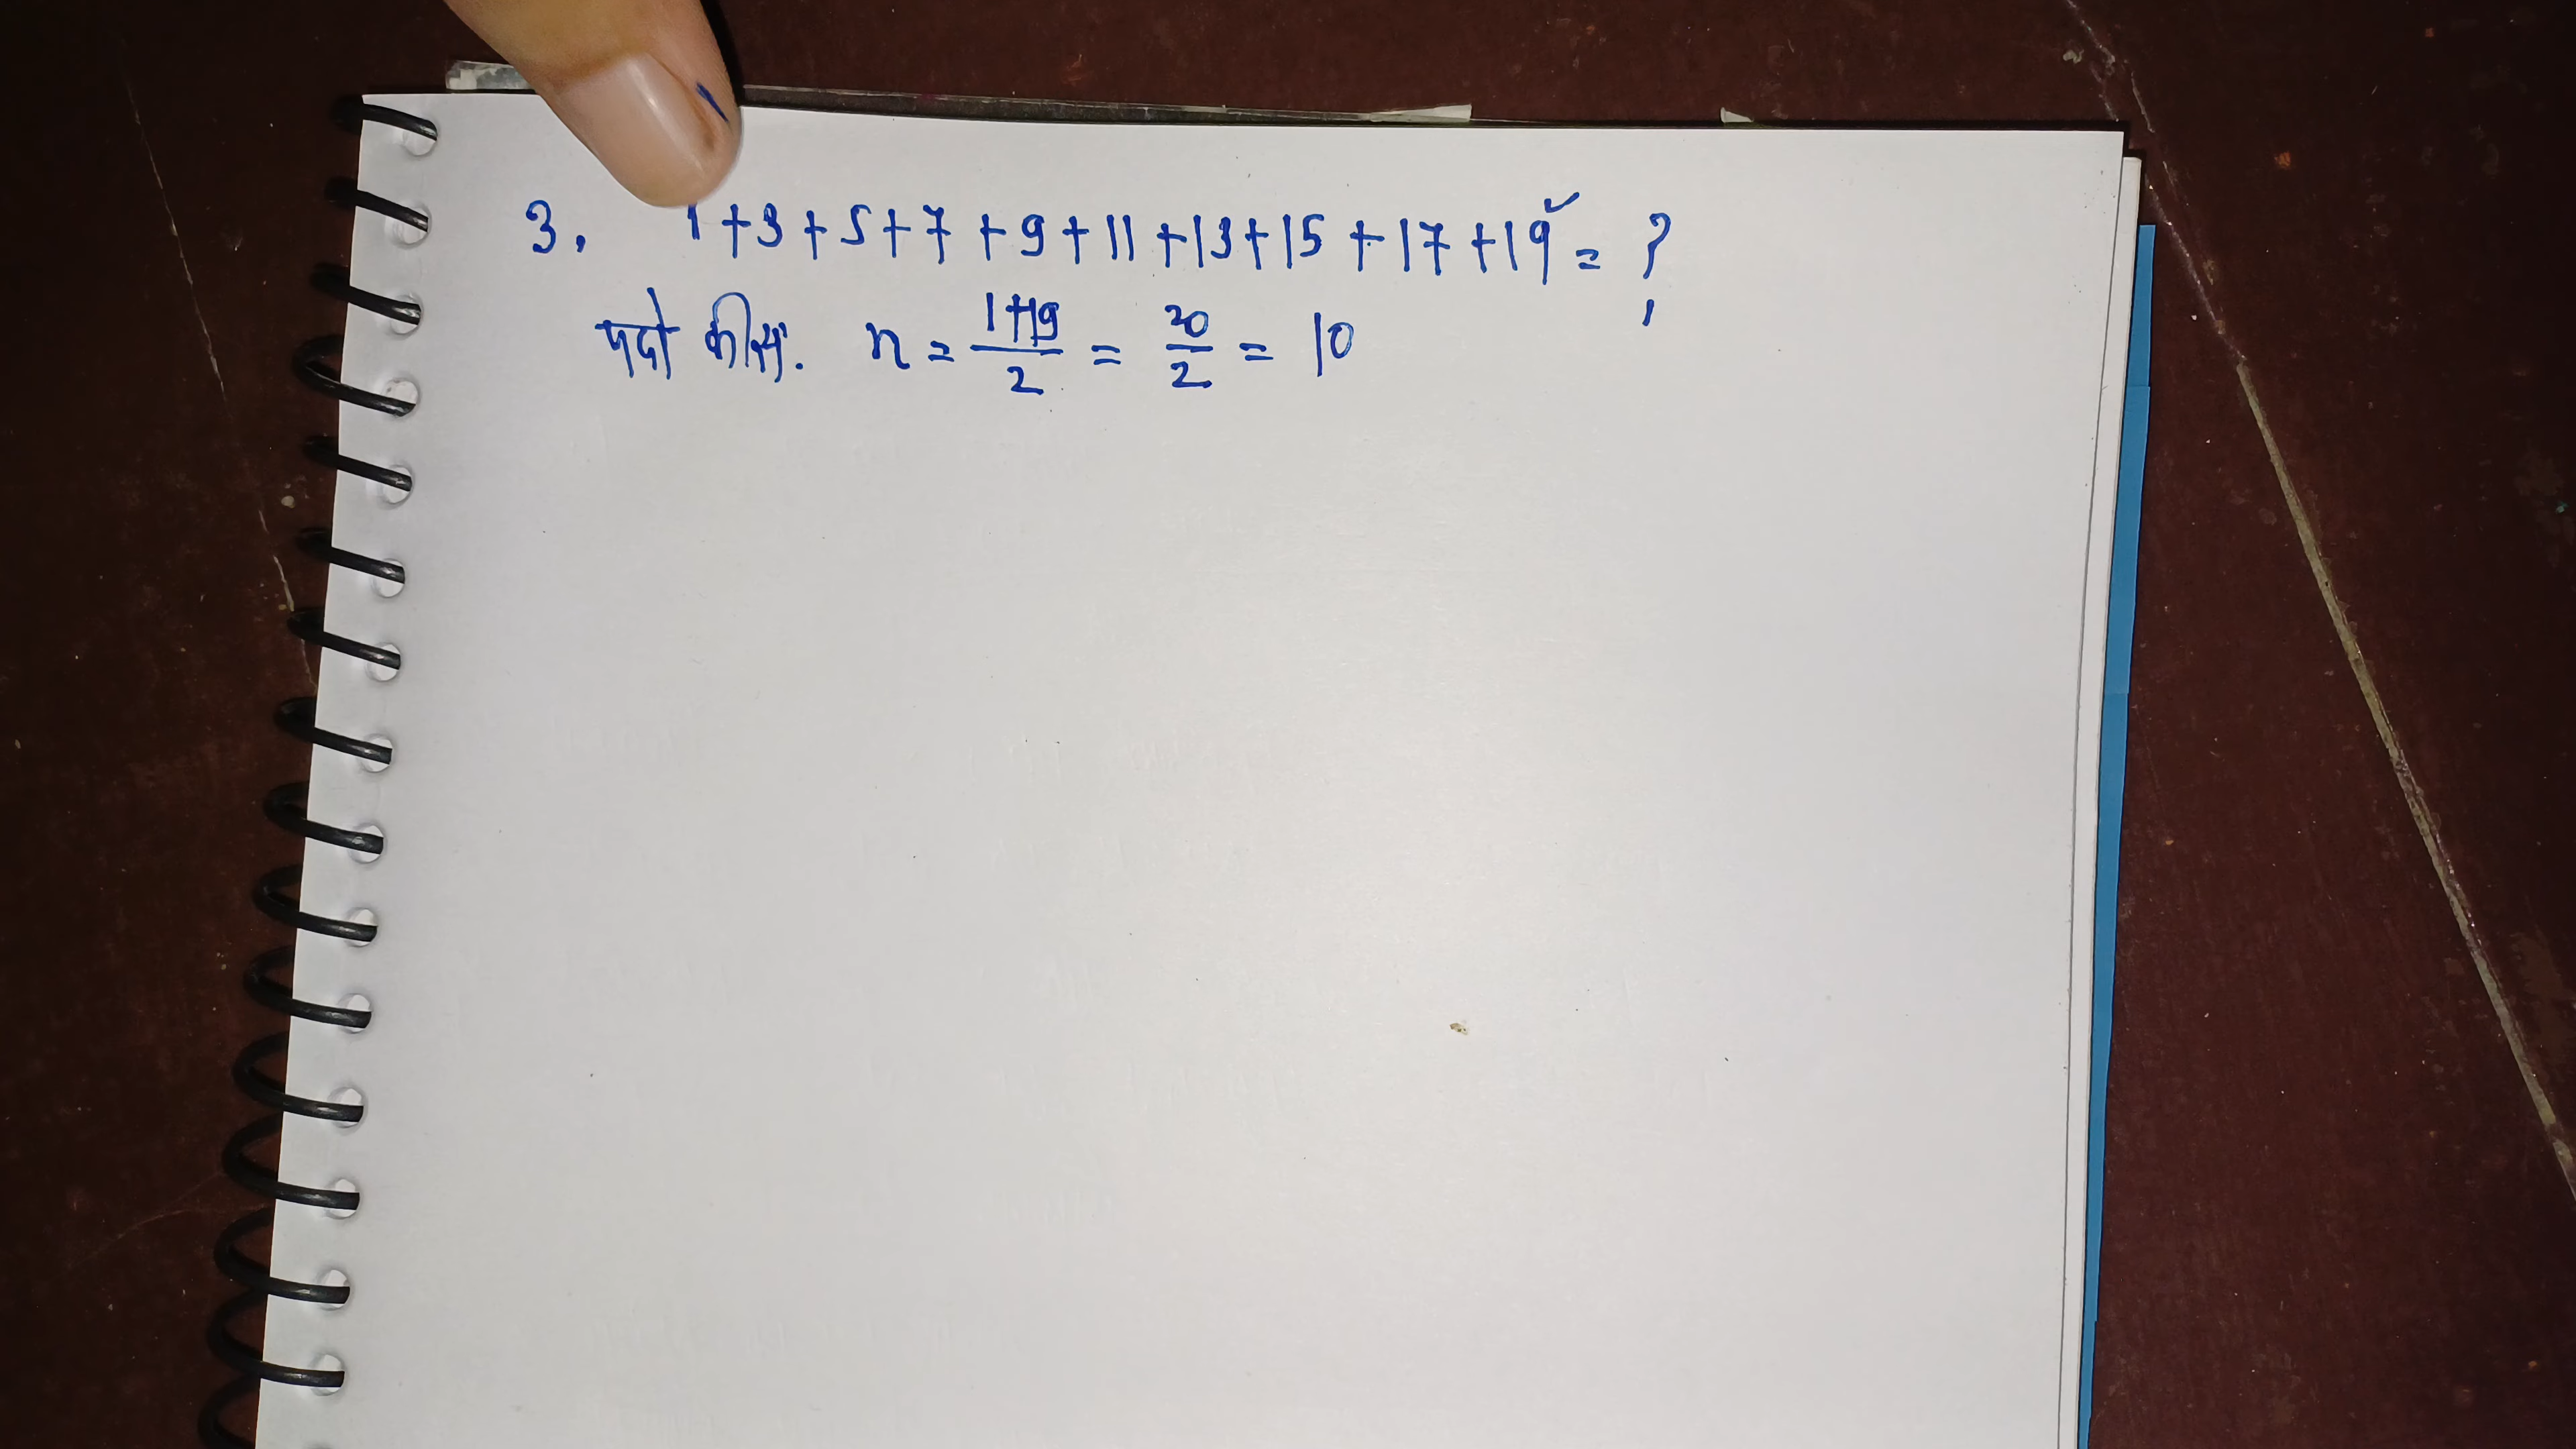 3. 1 + 3 + 5 + 7 + 9 + 11 + 13 + 15 + 17 + 19 = ?
पदो की सं. n = 1+19/2 = 20/2 = 10